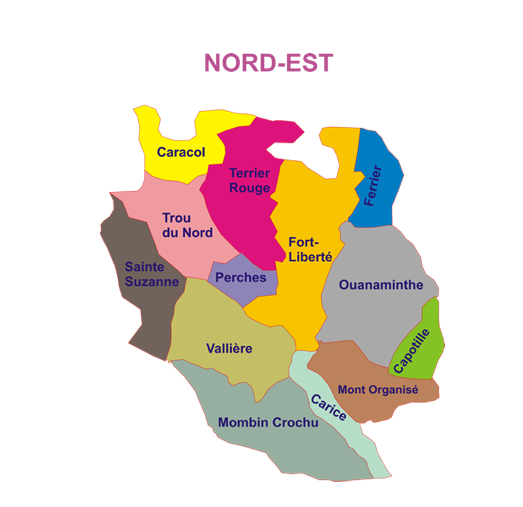 NORD-EST
Caracol
Terrier
Rouge
Ferrier
Trou
du Nord
Fort-
Liberté
Sainte
Suzanne
Perches
Ouanaminthe
Vallière
Capotille
Mont Organisé
Carice
Mombin Crochu